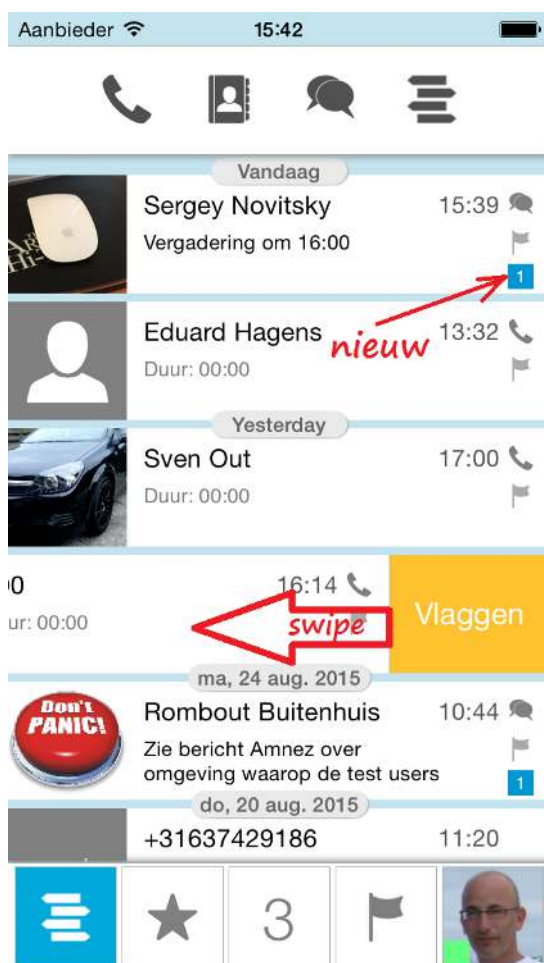 Aanbieder 15:42
Vandaag
Sergey Novitsky 15:39
Vergadering om 16:00
1
nieuw
Eduard Hagens 13:32
Duur: 00:00
Yesterday
Sven Out 17:00
Duur: 00:00
00 16:14
ur: 00:00
swipe
Vlaggen
ma, 24 aug. 2015
Don't
PANIC!
Rombout Buitenhuis 10:44
Zie bericht Amnez over
omgeving waarop de test users
1
do, 20 aug. 2015
+31637429186 11:20
3